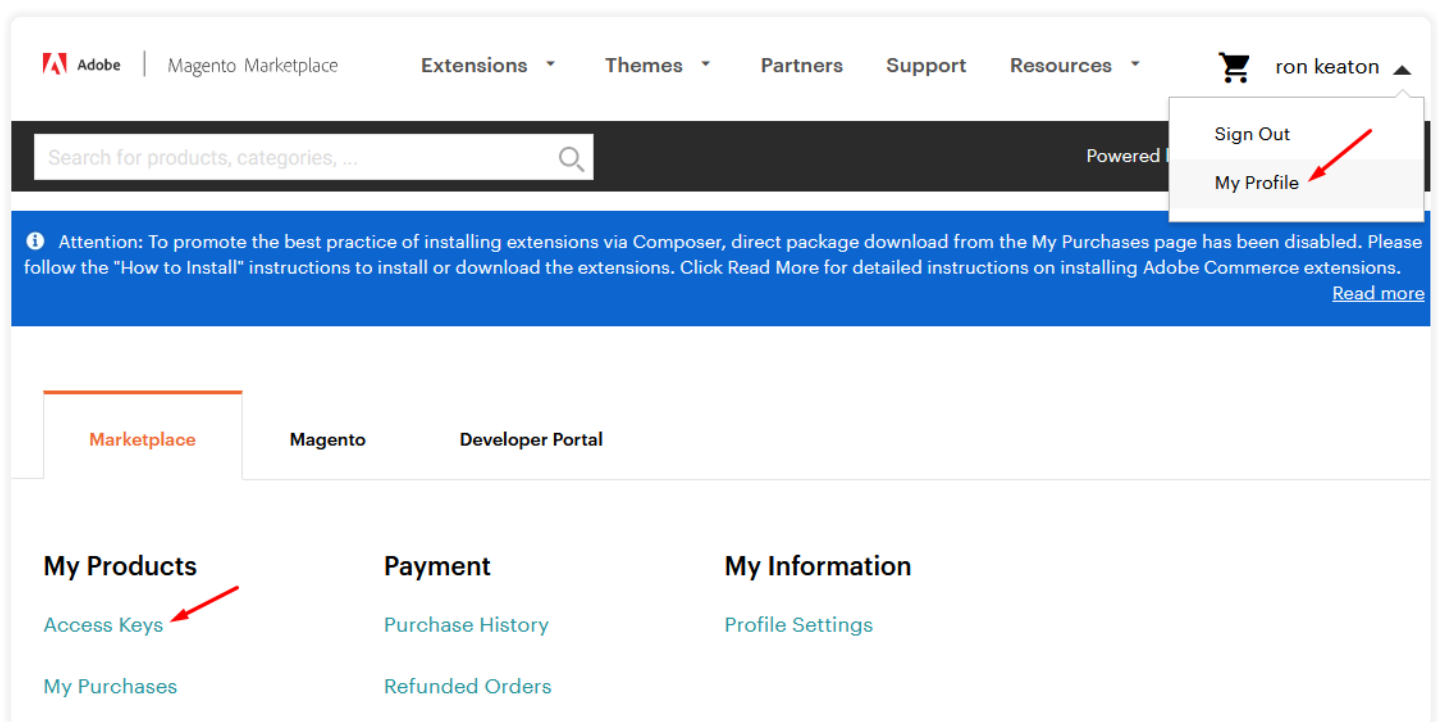 Adobe | Magento Marketplace Extensions Themes Partners Support Resources ron keaton
Sign Out
Search for products, categories, ... Powered
My Profile
Attention: To promote the best practice of installing extensions via Composer, direct package download from the My Purchases page has been disabled. Please
follow the "How to Install" instructions to install or download the extensions. Click Read More for detailed instructions on installing Adobe Commerce extensions.
Read more
Marketplace Magento Developer Portal
My Products Payment My Information
Access Keys Purchase History Profile Settings
My Purchases Refunded Orders